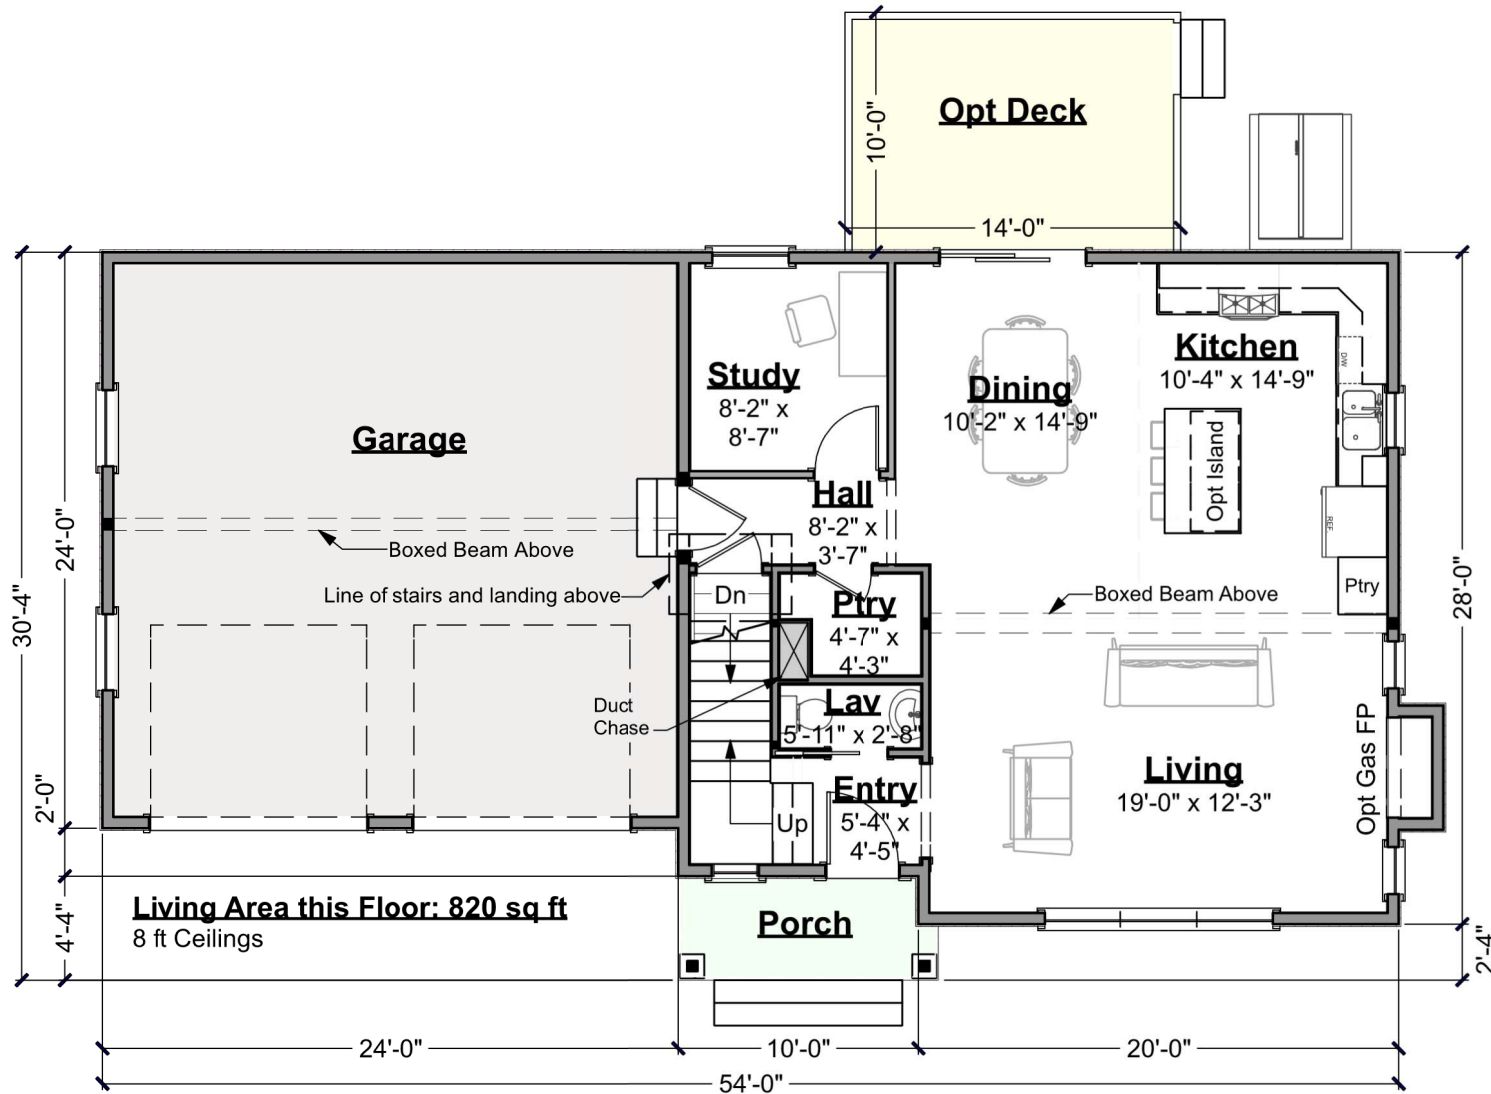 Opt Deck
10'-0"
14'-0"
Kitchen
10'-4" x 14'-9"
D/W
Study
8'-2" x
8'-7"
Dining
10'-2" x 14'-9"
Garage
Opt Island
Hall
8'-2" x
3'-7"
REF
Boxed Beam Above
Line of stairs and landing above
Dn
Ptry
4'-7" x
4'-3"
Boxed Beam Above
Ptry
24'-0"
30'-4"
28'-0"
Duct
Chase
Lav
5'-11" x 2'-8"
Opt Gas FP
Living
19'-0" x 12'-3"
Entry
5'-4" x
4'-5"
Up
2'-0"
Living Area this Floor: 820 sq ft
8 ft Ceilings
4'-4"
Porch
2'-4"
24'-0"
10'-0"
20'-0"
54'-0"